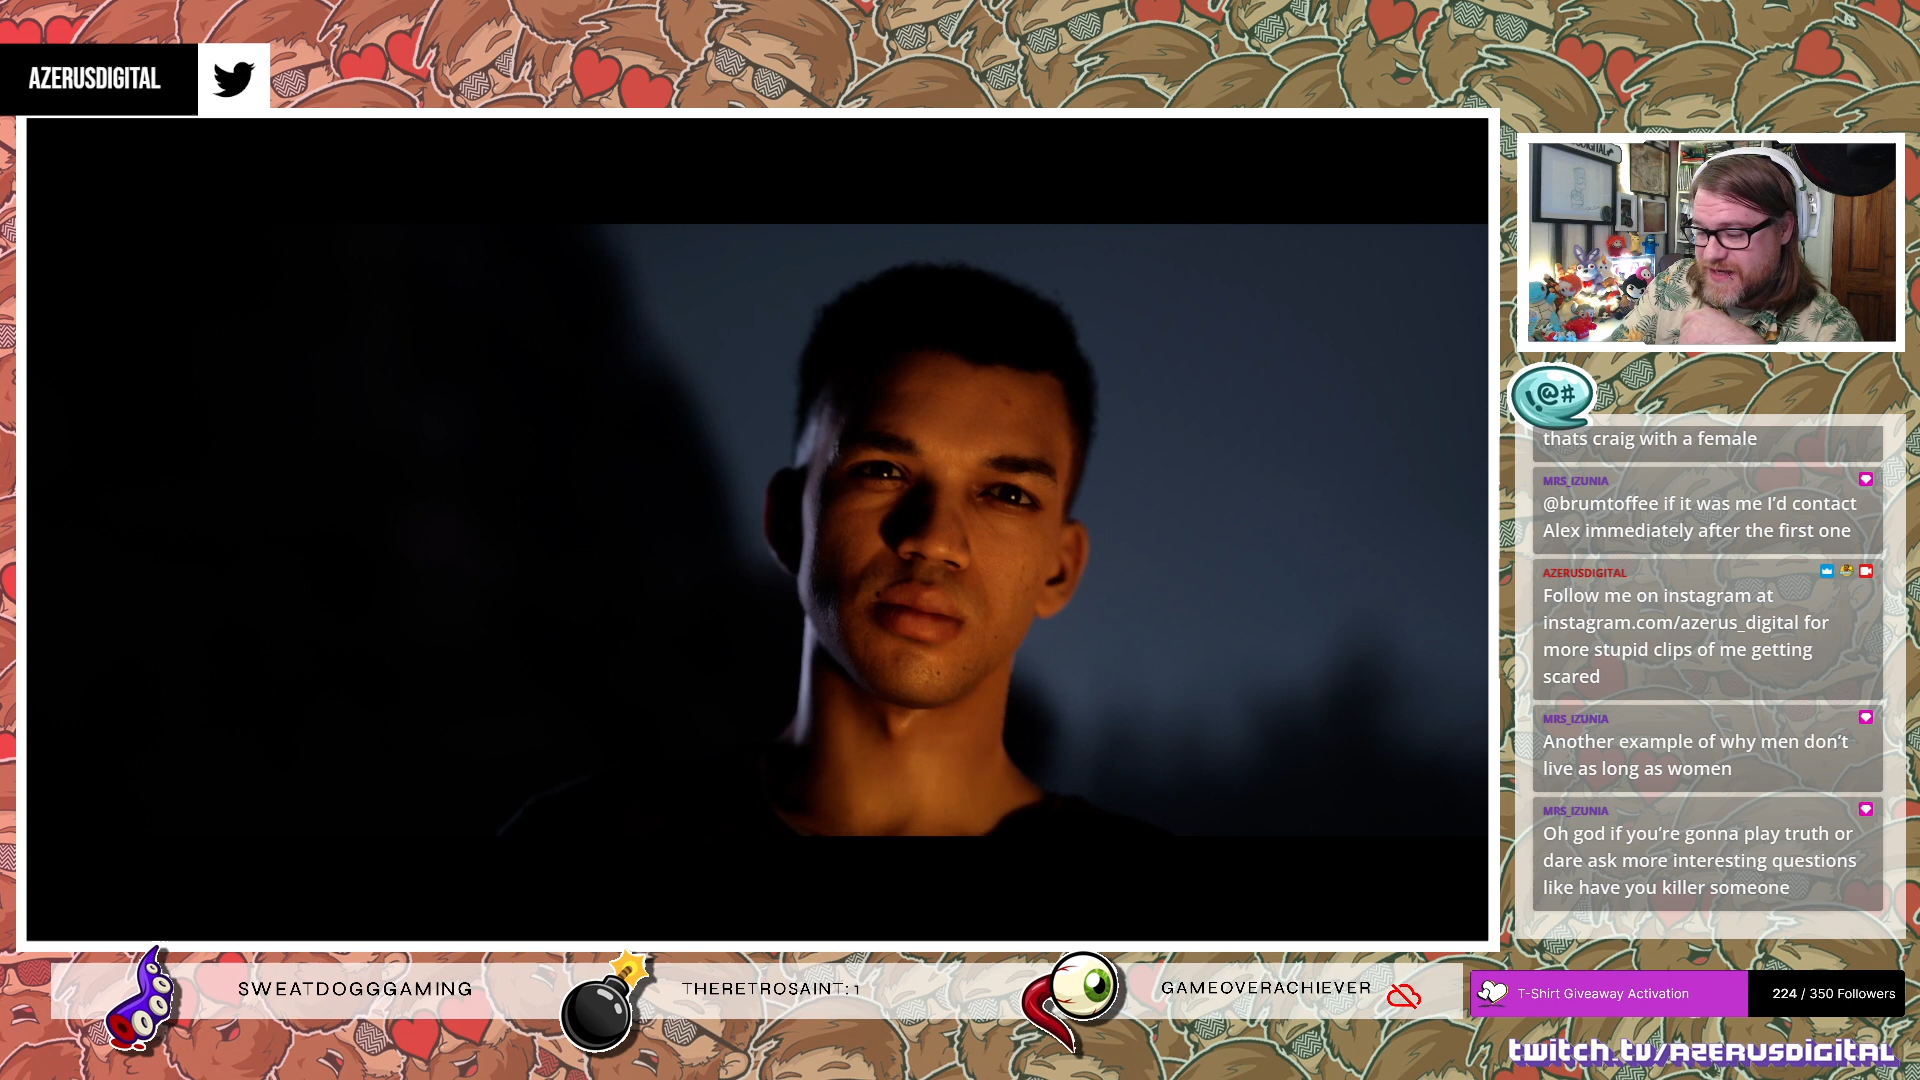 AZERUSDIGITAL
thats craig with a female
MRS_IZUNIA
@brumtoffee if it was me I’d contact
Alex immediately after the first one
AZERUSDIGITAL
Follow me on instagram at
instagram.com/azerus_digital for
more stupid clips of me getting
scared
MRS_IZUNIA
Another example of why men don’t
live as long as women
MRS_IZUNIA
Oh god if you’re gonna play truth or
dare ask more interesting questions
like have you killer someone
!@#
SWEATDOGGGAMING
THERETROSAINT: 1
GAMEOVERACHIEVER
T-Shirt Giveaway Activation
224 / 350 Followers
twitch.tv/AZERUSDIGITAL